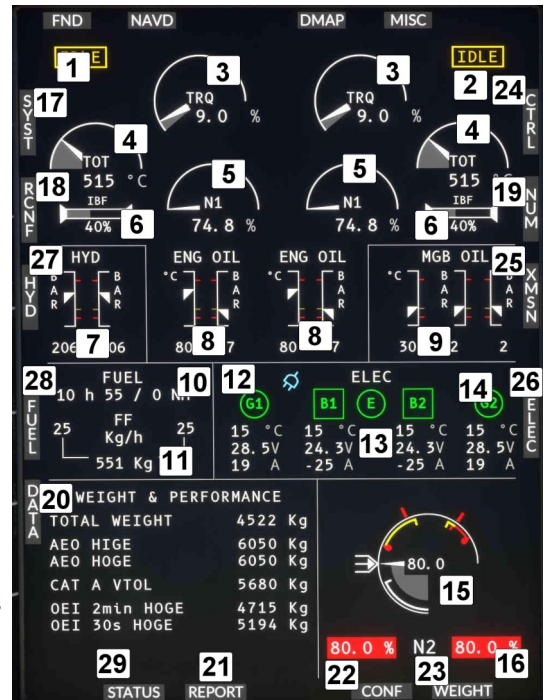 FND NAVD DMAP MISC
1 IDLE 2
3 3
TRQ TRQ
9.0 % 9.0 %
SYST 17 24 CTRL
4 4
TOT TOT
515 °C 515 °C
5 5
N1 N1
74.8 % 74.8 %
RCNF 18 19 NUM
IBF IBF
40% 40%
6 6
27 HYD ENG OIL ENG OIL MGB OIL 25
HYD BAR BAR °C BAR °C BAR °C BAR BAR XMSN
7 8 8 9
80 7 80 7 30 2 2
28 FUEL 10 12 ELEC 14 26
FUEL 10 h 55 / 0 G1 B1 E B2 G2 ELEC
FF
25 Kg/h 25
551 Kg 11
15 °C 15 °C 13 15 °C 15 °C
28.5V 24.3V 24.3V 28.5V
19 A -25 A -25 A 19 A
DATA 20 WEIGHT & PERFORMANCE
TOTAL WEIGHT 4522 Kg
AEO HIGE 6050 Kg
AEO HOGE 6050 Kg
CAT A VTOL 5680 Kg
OEI 2min HOGE 4715 Kg
OEI 30s HOGE 5194 Kg
80.0
15
80.0 % N2 80.0 % 16
29 21 22 23
STATUS REPORT CONF WEIGHT